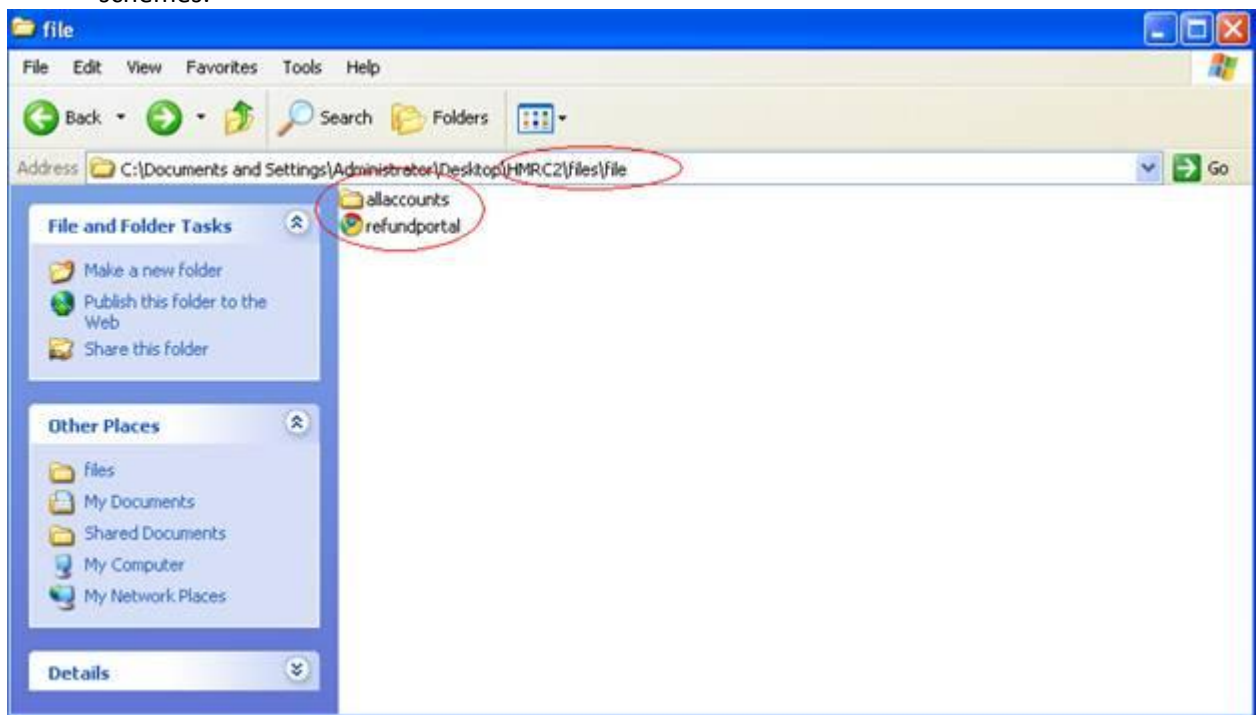 schemes.
file
File Edit View Favorites Tools Help
Back Search Folders
Address C:\Documents and Settings\Administrator\Desktop\HMRC2\files\file Go
File and Folder Tasks
Make a new folder
Publish this folder to the
Web
Share this folder
Other Places
files
My Documents
Shared Documents
My Computer
My Network Places
Details
allaccounts
refundportal